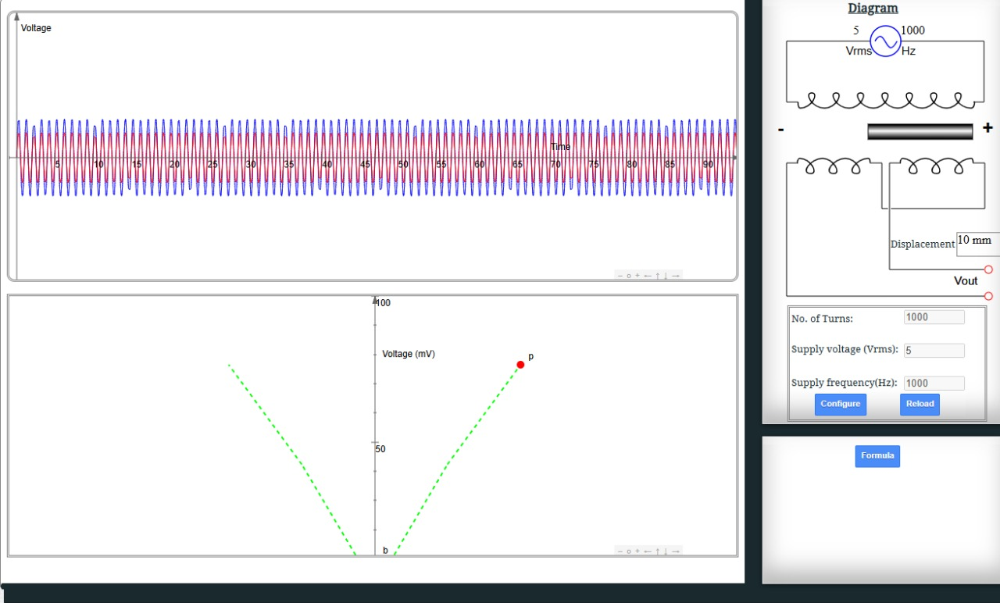 Voltage
Time
5 10 15 20 25 30 35 40 45 50 55 60 65 70 75 80 85 90
− o + ← ↑ ↓ →
100
Voltage (mV)
p
50
b
− o + ← ↑ ↓ →
Diagram
5 1000
Vrms Hz
- +
Displacement 10 mm
Vout
No. of Turns: 1000
Supply voltage (Vrms): 5
Supply frequency(Hz): 1000
Configure Reload
Formula